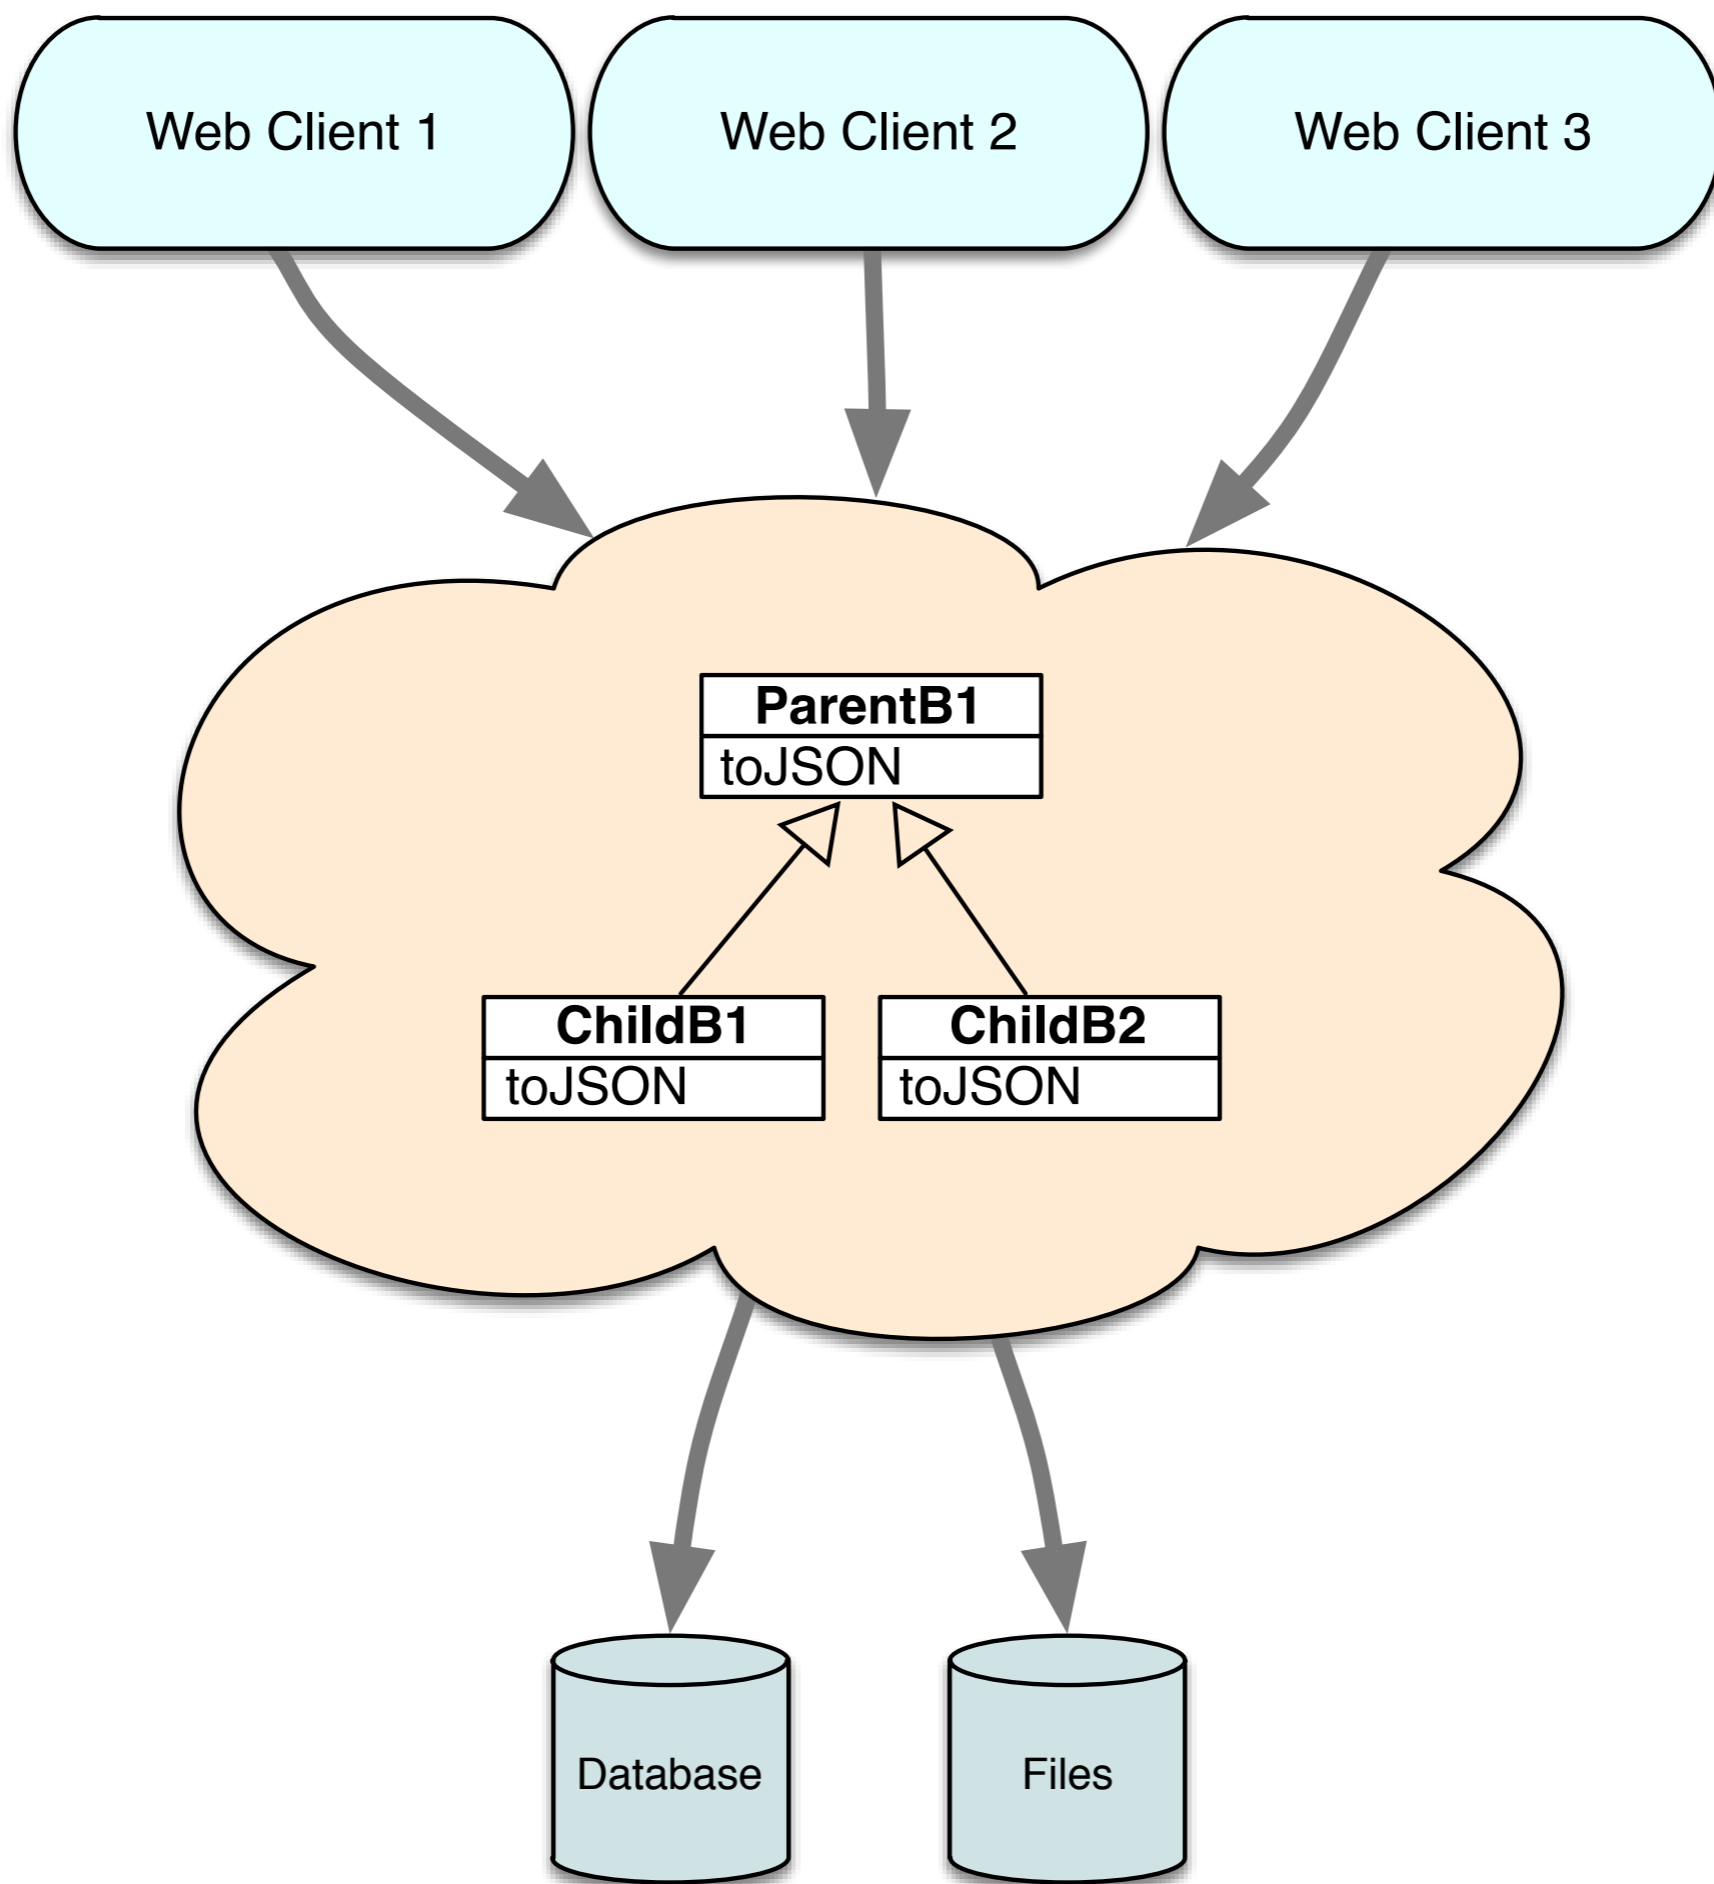 Web Client 1
Web Client 2
Web Client 3
ParentB1
toJSON
ChildB1
toJSON
ChildB2
toJSON
Database
Files